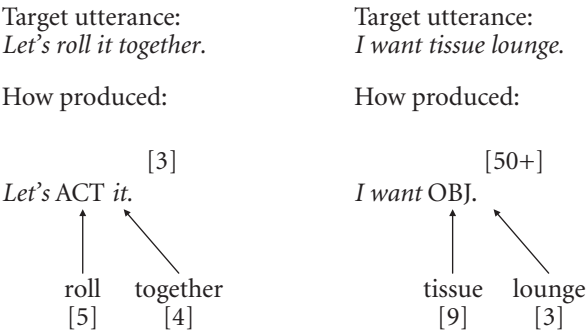 Target utterance:
Let's roll it together.
How produced:
[3]
Let's ACT it.
roll together
[5] [4]
Target utterance:
I want tissue lounge.
How produced:
[50+]
I want OBJ.
tissue lounge
[9] [3]